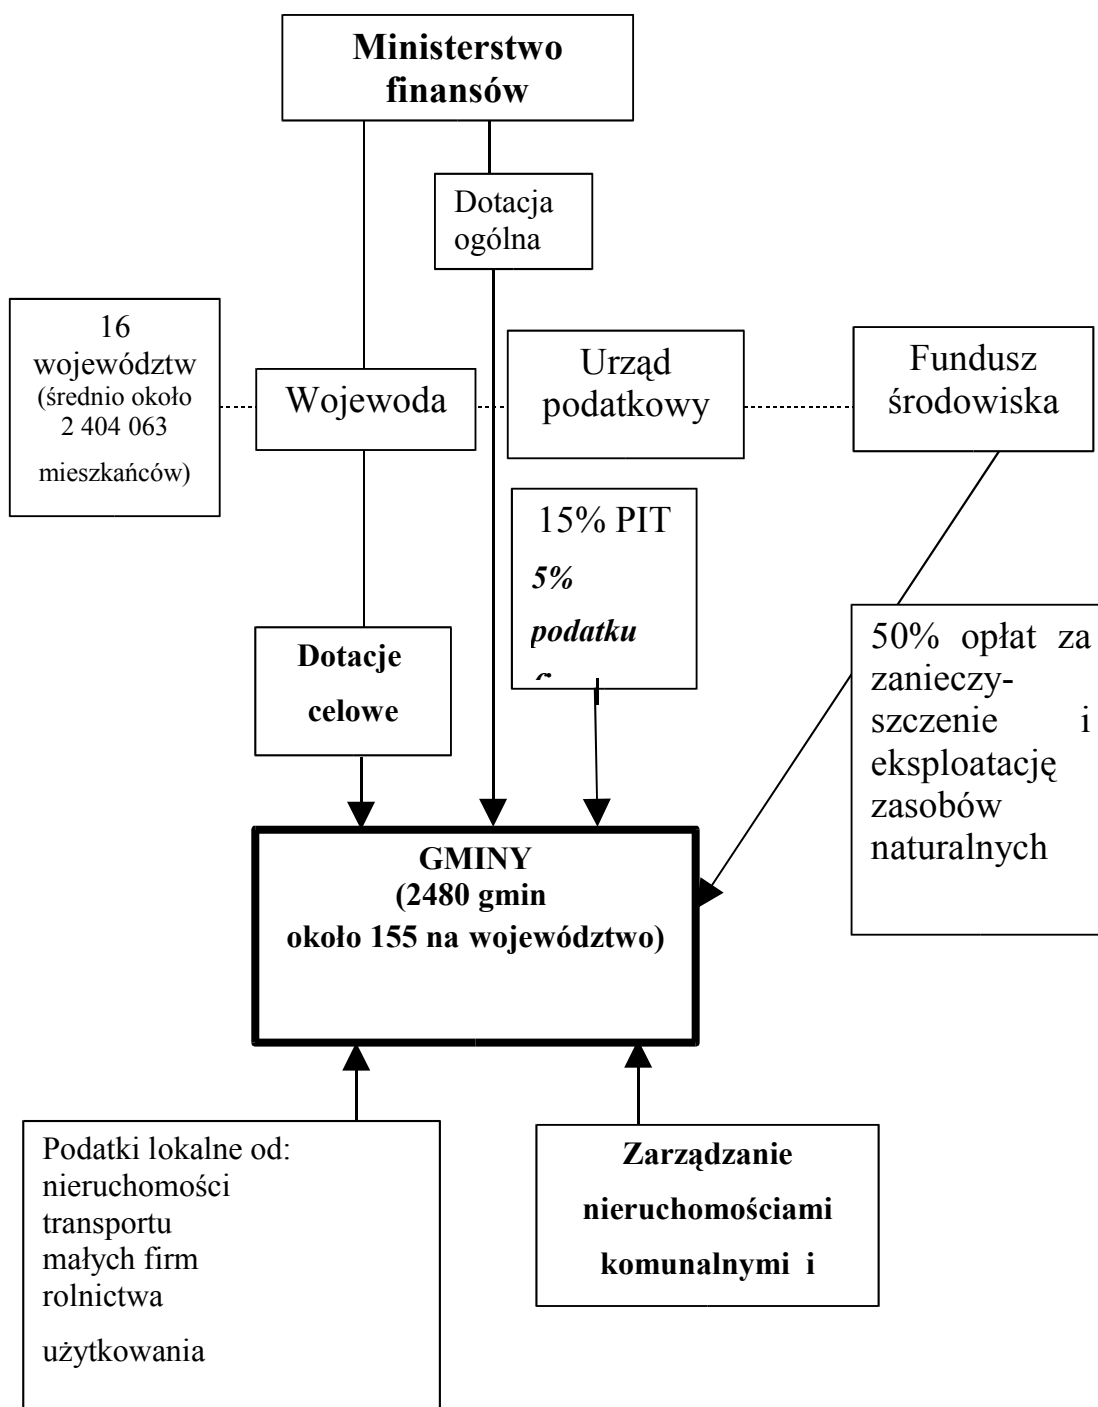 Ministerstwo
finansów
Dotacja
ogólna
16
województw
(średnio około
2 404 063
mieszkańców)
Wojewoda
Urząd
podatkowy
Fundusz
środowiska
15% PIT
5%
podatku
Dotacje
celowe
50% opłat za
zanieczy-
szczenie i
eksploatację
zasobów
naturalnych
GMINY
(2480 gmin
około 155 na województwo)
Podatki lokalne od:
nieruchomości
transportu
małych firm
rolnictwa
użytkowania
Zarządzanie
nieruchomościami
komunalnymi i